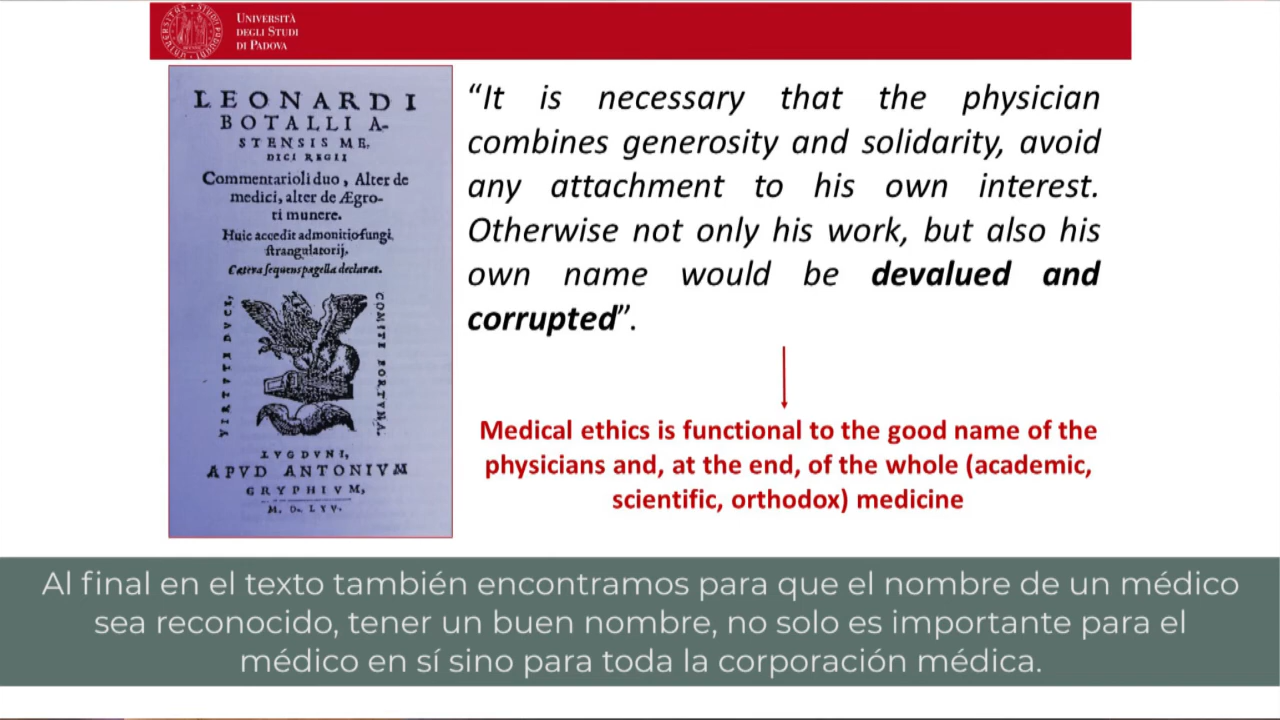 UNIVERSITÀ
DEGLI STUDI
DI PADOVA
LEONARDI
BOTALLI A-
STENSIS ME,
DICI REGII
Commentarioli duo, Alter de
medici, alter de Ægro-
ti munere.
Huic accedit admonitio fungi,
strangulatorij.
Cætera sequens pagella declarat.
VIRTUTE DVCE,
COMITE FORTVNA.
LVGDVNI,
APVD ANTONIVM
GRYPHIVM,
M. D. LXV.
“It is necessary that the physician
combines generosity and solidarity, avoid
any attachment to his own interest.
Otherwise not only his work, but also his
own name would be devalued and
corrupted”.
Medical ethics is functional to the good name of the
physicians and, at the end, of the whole (academic,
scientific, orthodox) medicine
Al final en el texto también encontramos para que el nombre de un médico
sea reconocido, tener un buen nombre, no solo es importante para el
médico en sí sino para toda la corporación médica.